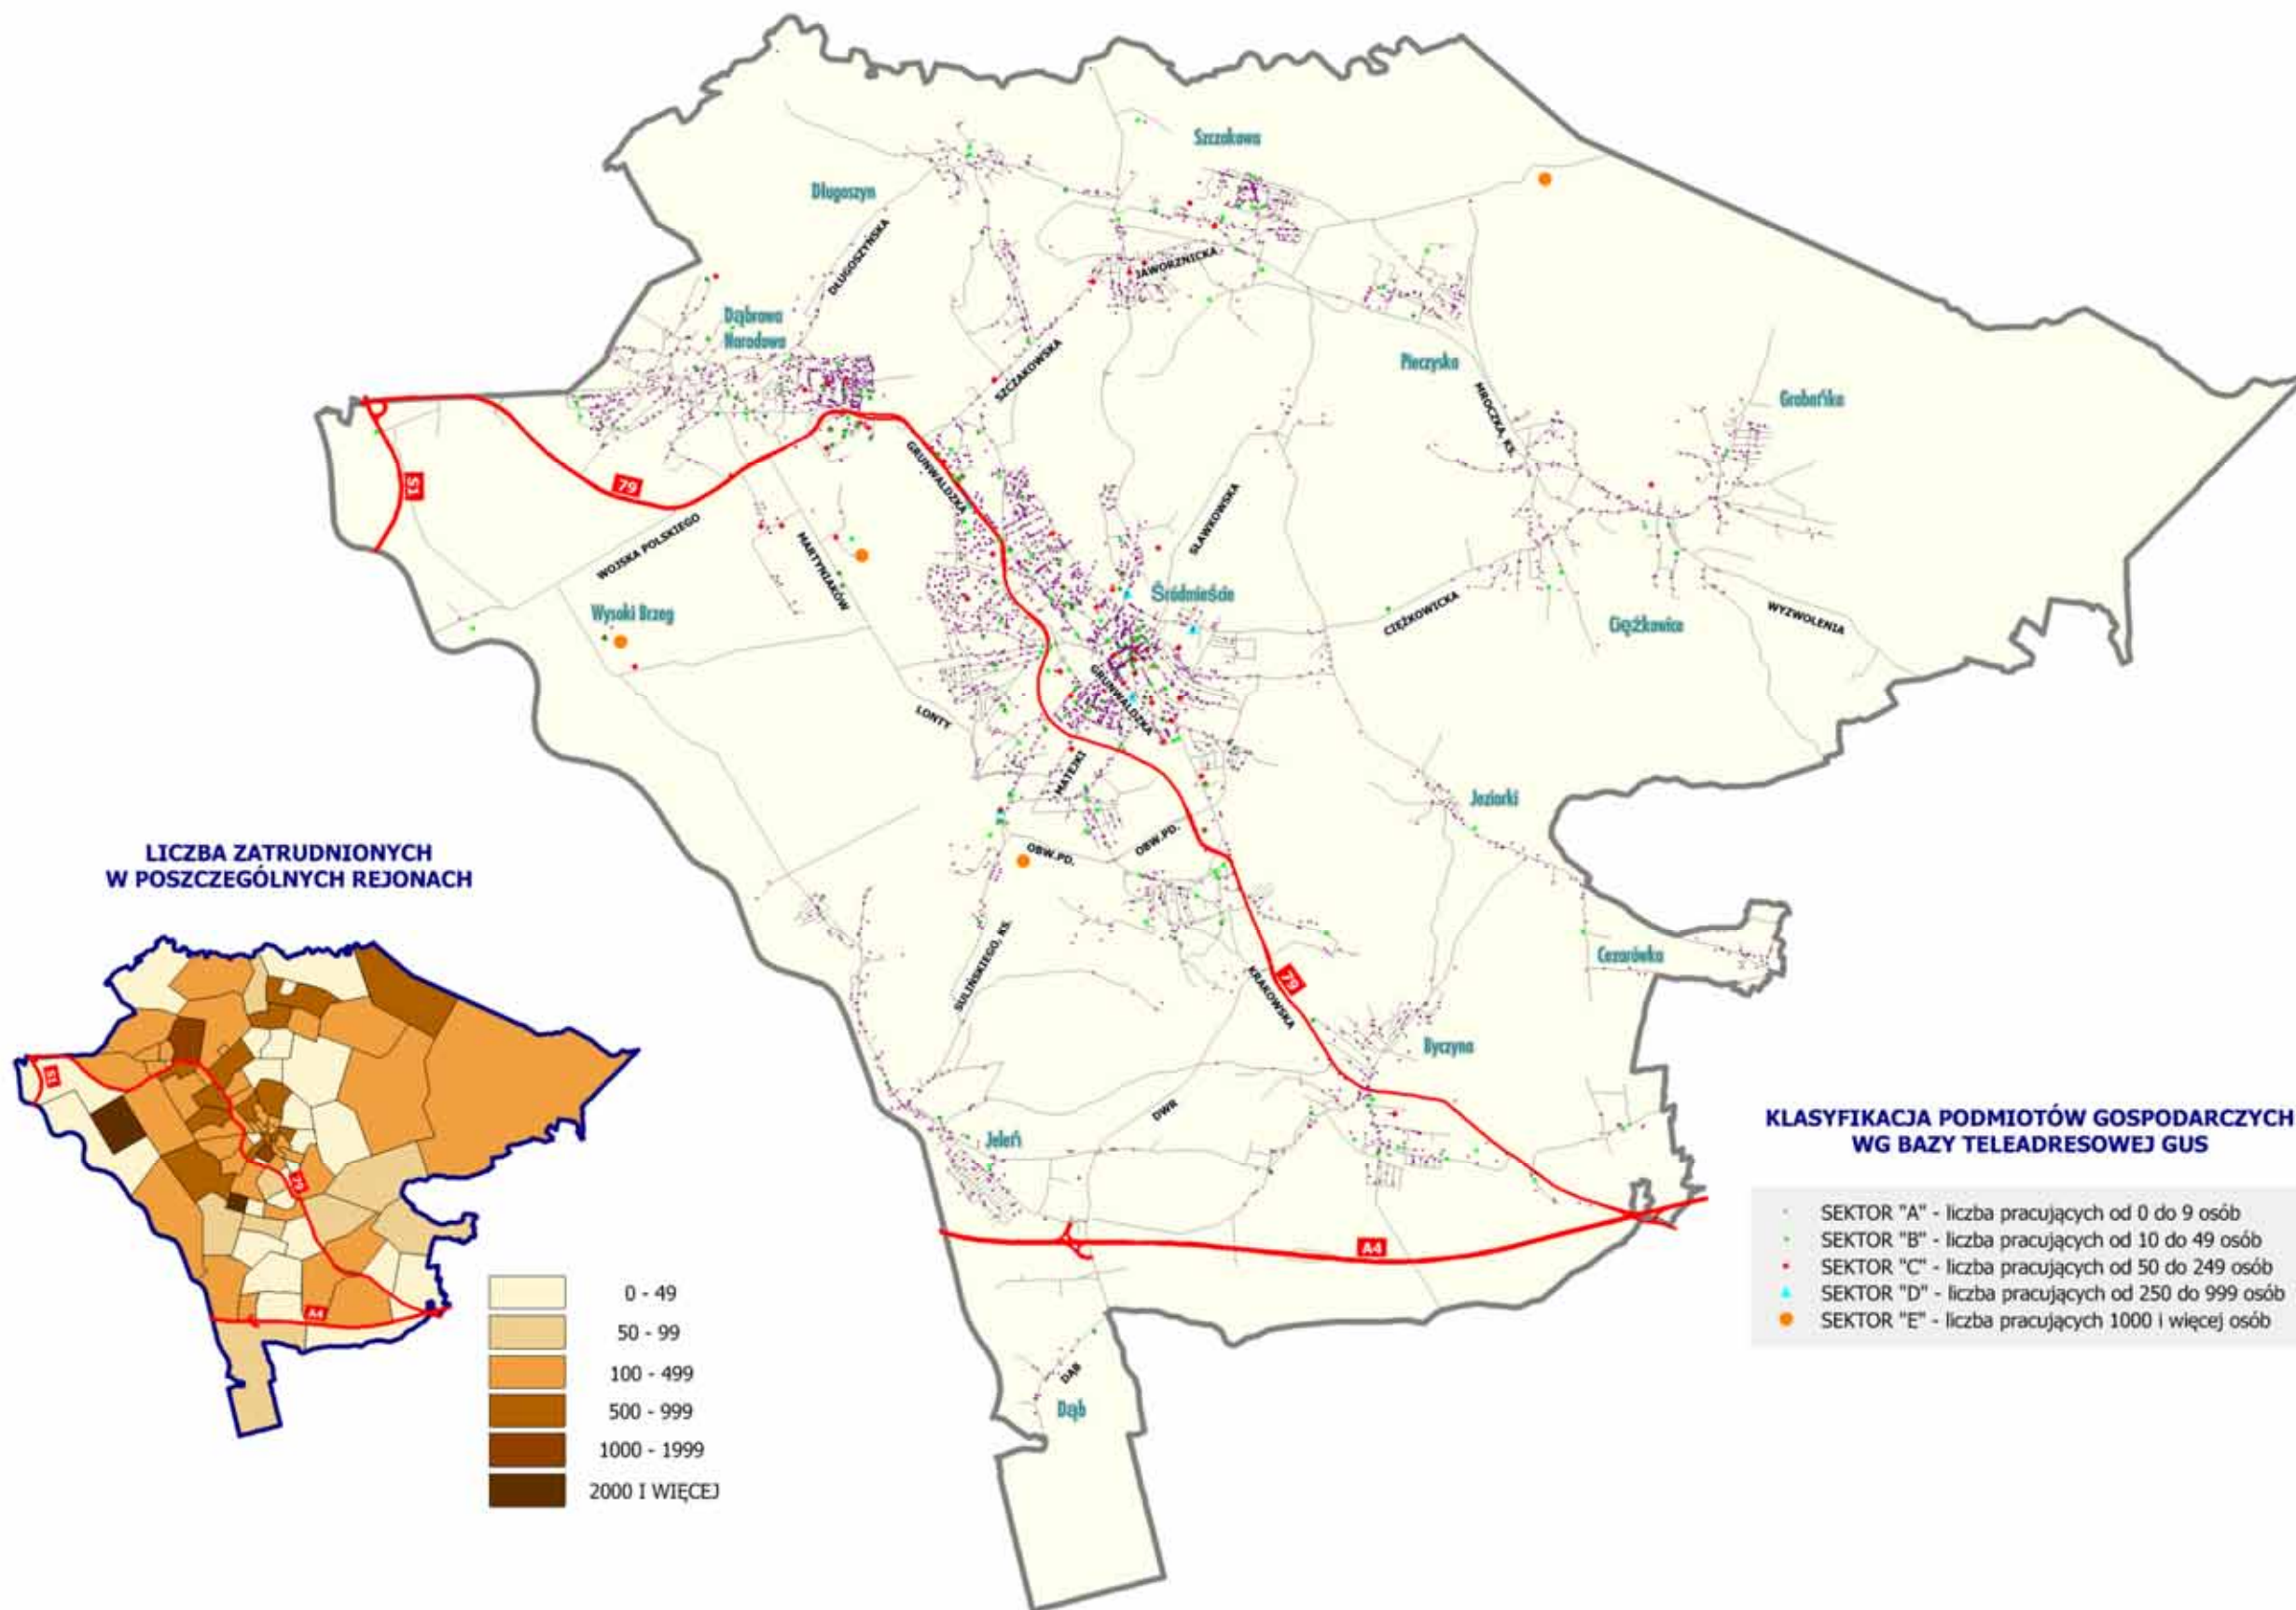 Szczakowa
Długoszyn
DŁUGOSZYŃSKA
JAWORZNICKA
Dąbrowa
Narodowa
SZCZAKOWSKA
Pieczyska
MROCZKA, KS.
Grabańka
GRUNWALDZKA
S1
79
WOJSKA POLSKIEGO
MARTYNIAKÓW
SŁAWKOWSKA
Śródmieście
Wysoki Brzeg
CIĘŻKOWICKA
Ciężkowice
WYZWOLENIA
GRUNWALDZKA
LONTY
MATEJKI
Jeziorki
OBW.PD.
OBW.PD.
SULIŃSKIEGO, KS.
Cezarówka
79
KRAKOWSKA
Byczyna
DWR
Jeleń
A4
DĄB
Dąb
LICZBA ZATRUDNIONYCH
W POSZCZEGÓLNYCH REJONACH
S1
79
A4
0 - 49
50 - 99
100 - 499
500 - 999
1000 - 1999
2000 I WIĘCEJ
KLASYFIKACJA PODMIOTÓW GOSPODARCZYCH
WG BAZY TELEADRESOWEJ GUS
SEKTOR "A" - liczba pracujących od 0 do 9 osób
SEKTOR "B" - liczba pracujących od 10 do 49 osób
SEKTOR "C" - liczba pracujących od 50 do 249 osób
SEKTOR "D" - liczba pracujących od 250 do 999 osób
SEKTOR "E" - liczba pracujących 1000 i więcej osób